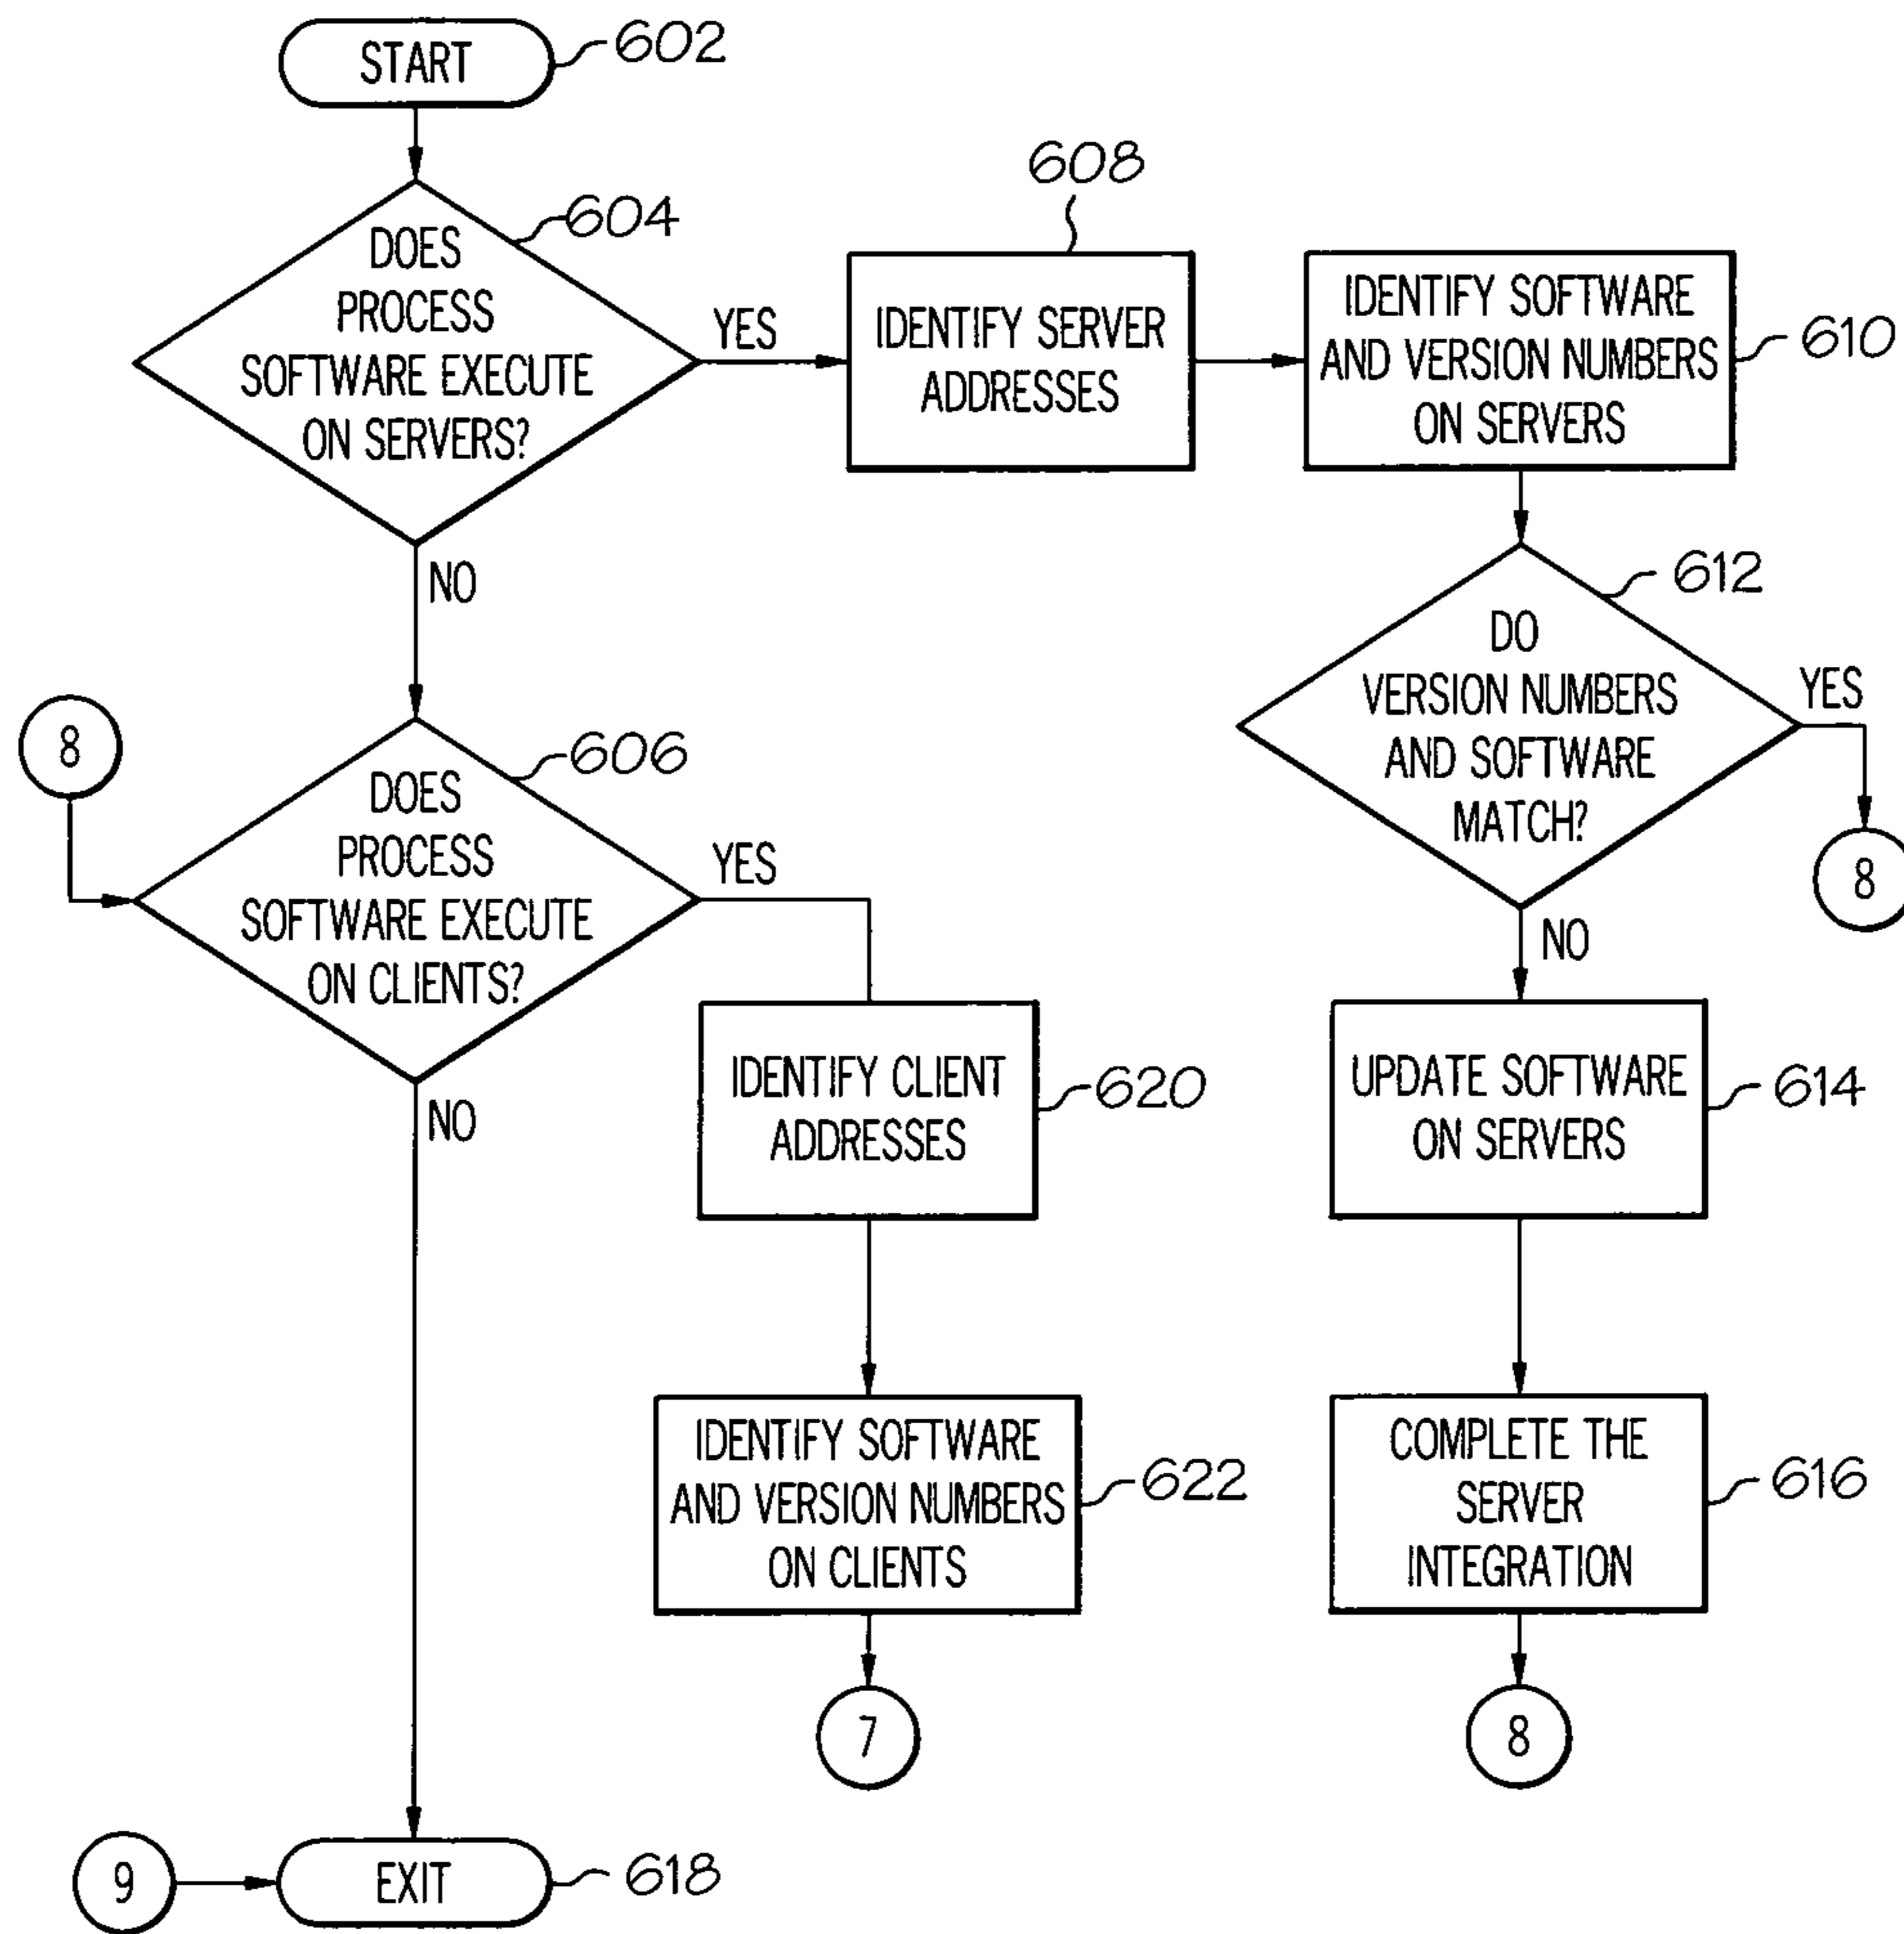 START
602
DOES
PROCESS
SOFTWARE EXECUTE
ON SERVERS?
604
YES
NO
608
IDENTIFY SERVER
ADDRESSES
IDENTIFY SOFTWARE
AND VERSION NUMBERS
ON SERVERS
610
612
DO
VERSION NUMBERS
AND SOFTWARE
MATCH?
YES
8
NO
8
606
DOES
PROCESS
SOFTWARE EXECUTE
ON CLIENTS?
YES
NO
IDENTIFY CLIENT
ADDRESSES
620
UPDATE SOFTWARE
ON SERVERS
614
IDENTIFY SOFTWARE
AND VERSION NUMBERS
ON CLIENTS
622
COMPLETE THE
SERVER
INTEGRATION
616
7
8
9
EXIT
618